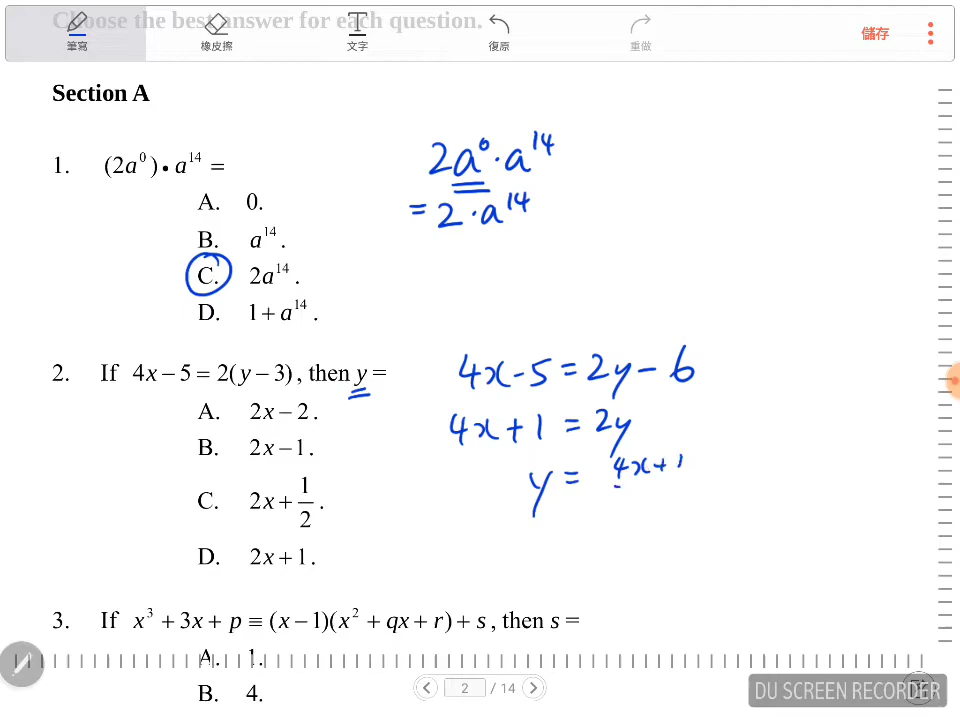 Choose the best answer for each question.
筆寫 橡皮擦 文字 復原 重做 儲存
Section A
1. (2a⁰)•a¹⁴ =
2a⁰·a¹⁴
= 2·a¹⁴
A. 0.
B. a¹⁴.
C. 2a¹⁴.
D. 1 + a¹⁴.
2. If 4x − 5 = 2(y − 3), then y =
4x - 5 = 2y - 6
4x + 1 = 2y
y = 4x + 1
A. 2x − 2.
B. 2x − 1.
C. 2x + 1/2.
D. 2x + 1.
3. If x³ + 3x + p ≡ (x − 1)(x² + qx + r) + s, then s =
A. 1.
B. 4.
2 / 14
DU SCREEN RECORDER